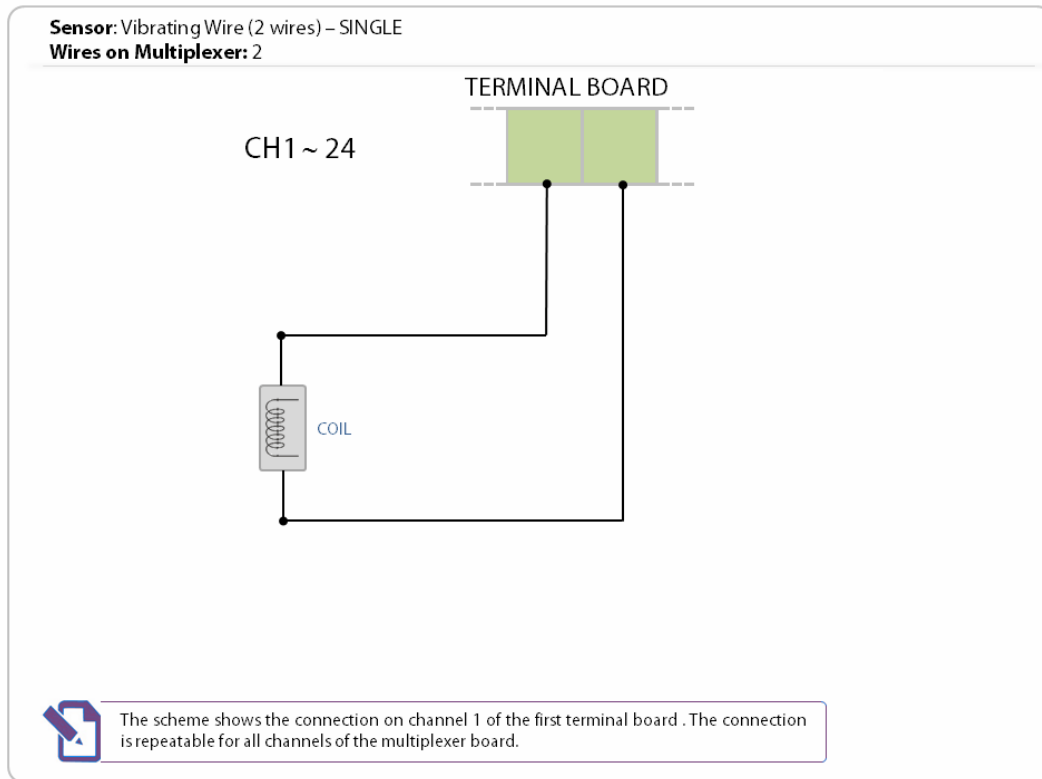 Sensor: Vibrating Wire (2 wires) – SINGLE
Wires on Multiplexer: 2
TERMINAL BOARD
CH1 ~ 24
COIL
The scheme shows the connection on channel 1 of the first terminal board . The connection
is repeatable for all channels of the multiplexer board.